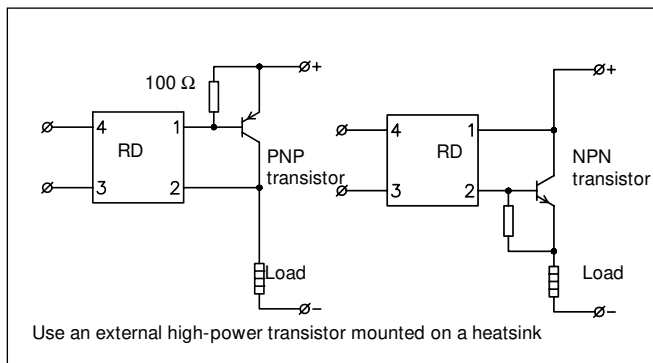 100 Ω
+
4
1
RD
3
2
PNP
transistor
Load
−
+
4
1
RD
3
2
NPN
transistor
Load
−
Use an external high-power transistor mounted on a heatsink